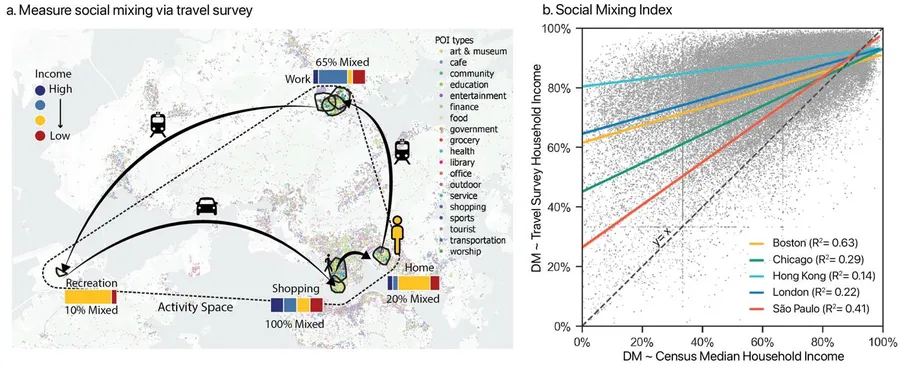 a. Measure social mixing via travel survey
Income
High
Low
65% Mixed
Work
POI types
art & museum
cafe
community
education
entertainment
finance
food
government
grocery
health
library
office
outdoor
service
shopping
sports
tourist
transportation
worship
Recreation
10% Mixed
Activity Space
Shopping
100% Mixed
Home
20% Mixed
b. Social Mixing Index
DM ~ Travel Survey Household Income
100%
80%
60%
40%
20%
0%
y= x
Boston (R²= 0.63)
Chicago (R²= 0.29)
Hong Kong (R²= 0.14)
London (R²= 0.22)
São Paulo (R²= 0.41)
0% 20% 40% 60% 80% 100%
DM ~ Census Median Household Income